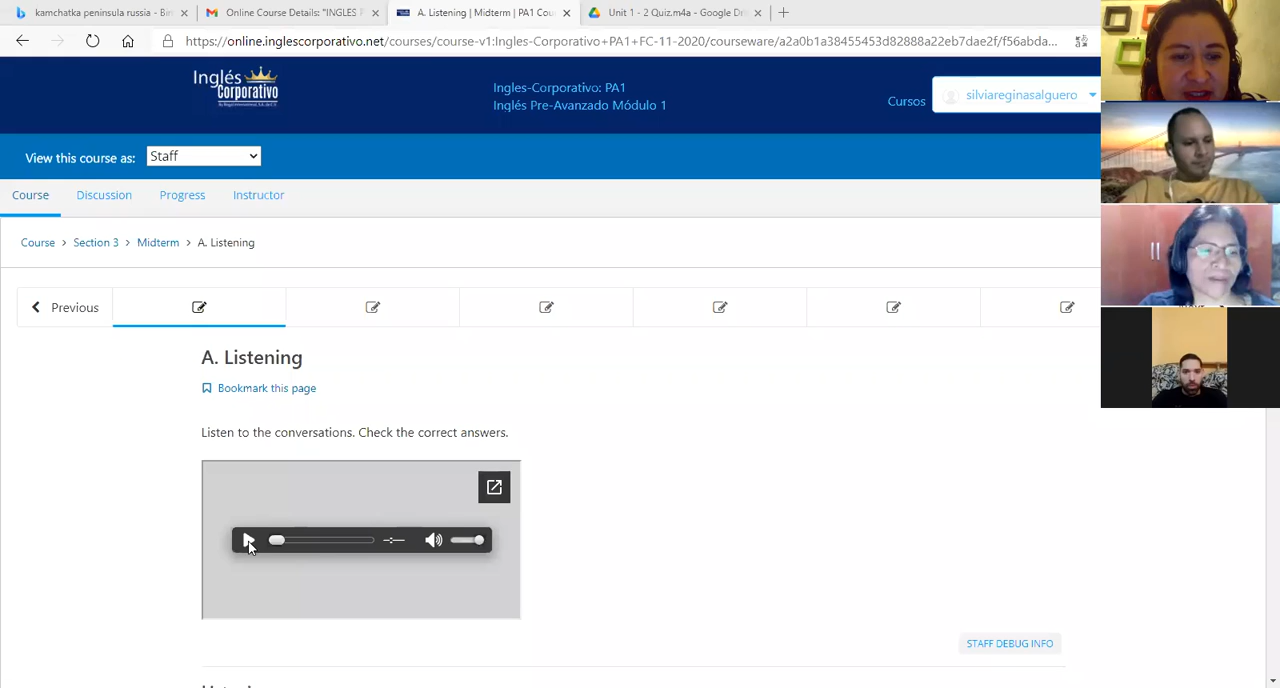 kamchatka peninsula russia - Bin
Online Course Details: "INGLES P
A. Listening | Midterm | PA1 Cou
Unit 1 - 2 Quiz.m4a - Google Dri
https://online.inglescorporativo.net/courses/course-v1:Ingles-Corporativo+PA1+FC-11-2020/courseware/a2a0b1a38455453d82888a22eb7dae2f/f56abda...
Inglés
Corporativo
Ingles-Corporativo: PA1
Inglés Pre-Avanzado Módulo 1
Cursos
silviareginasalguero
View this course as:
Staff
Course
Discussion
Progress
Instructor
Course > Section 3 > Midterm > A. Listening
Previous
A. Listening
Bookmark this page
Listen to the conversations. Check the correct answers.
STAFF DEBUG INFO